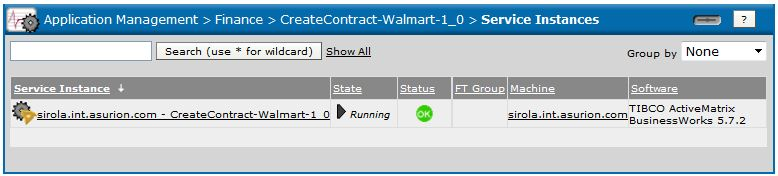 Application Management > Finance > CreateContract-Walmart-1_0 > Service Instances
?
Search (use * for wildcard) Show All
Group by None
Service Instance State Status FT Group Machine Software
sirola.int.asurion.com - CreateContract-Walmart-1_0 Running OK sirola.int.asurion.com TIBCO ActiveMatrix
BusinessWorks 5.7.2